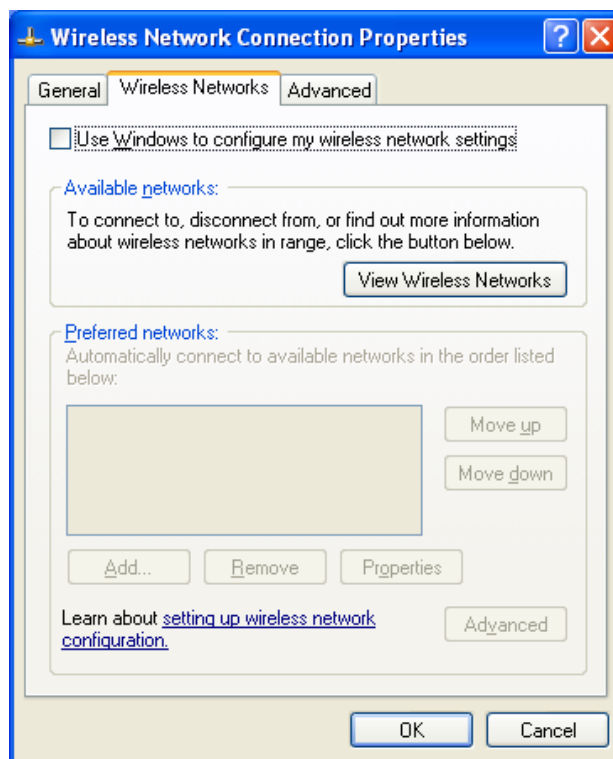 Wireless Network Connection Properties
General Wireless Networks Advanced
Use Windows to configure my wireless network settings
Available networks:
To connect to, disconnect from, or find out more information
about wireless networks in range, click the button below.
View Wireless Networks
Preferred networks:
Automatically connect to available networks in the order listed
below:
Move up
Move down
Add... Remove Properties
Learn about setting up wireless network
configuration.
Advanced
OK Cancel